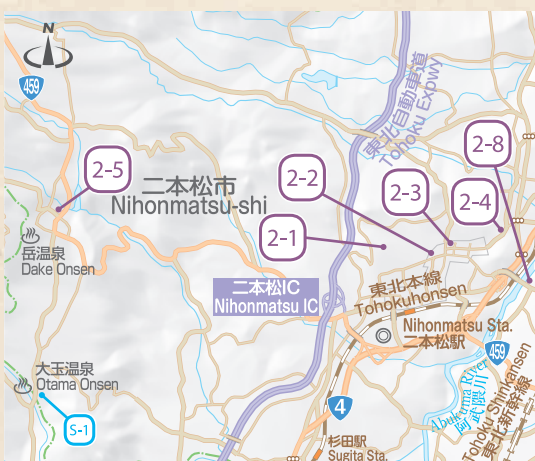 N
459
東北自動車道
Tohoku Expwy
2-8
2-5
2-2
2-3
2-4
二本松市
Nihonmatsu-shi
2-1
岳温泉
Dake Onsen
二本松IC
Nihonmatsu IC
東北本線
Tohokuhonsen
Nihonmatsu Sta.
二本松駅
459
大玉温泉
Otama Onsen
S-1
4
Abukuma River
阿武隈川
Tohoku Shinkansen
東北新幹線
杉田駅
Sugita Sta.